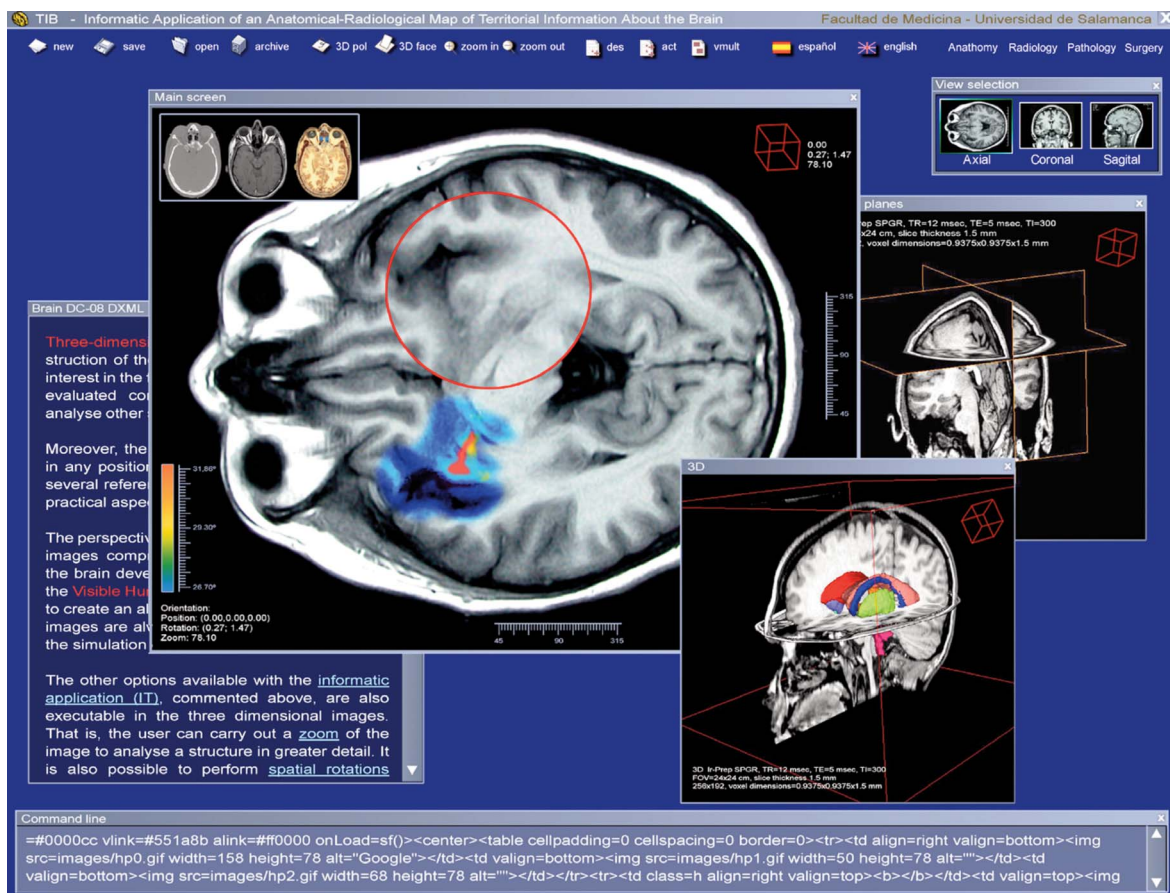 TIB - Informatic Application of an Anatomical-Radiological Map of Territorial Information About the Brain
Facultad de Medicina - Universidad de Salamanca
new save open archive 3D pol 3D face zoom in zoom out des act vmult español english Anathomy Radiology Pathology Surgery
Main screen
0.00
0.27; 1.47
78.10
315
90
45
31,86º
29.30º
26.70º
Orientation:
Position: (0.00,0.00,0.00)
Rotation: (0.27; 1.47)
Zoom: 78.10
45 90 315
View selection
Axial Coronal Sagital
planes
rep SPGR, TR=12 msec, TE=5 msec, TI=300
x24 cm, slice thickness 1.5 mm
, voxel dimensions=0.9375x0.9375x1.5 mm
Brain DC-08 DXML
Three-dimens
struction of th
interest in the
evaluated co
analyse other
Moreover, the
in any position
several refere
practical aspe
The perspectiv
images comp
the brain deve
the Visible Hu
to create an al
images are al
the simulation
The other options available with the informatic
application (IT), commented above, are also
executable in the three dimensional images.
That is, the user can carry out a zoom of the
image to analyse a structure in greater detail. It
is also possible to perform spatial rotations
3D
3D Ir-Prep SPGR, TR=12 msec, TE=5 msec, TI=300
FOV=24x24 cm, slice thickness 1.5 mm
256x192, voxel dimensions=0.9375x0.9375x1.5 mm
Command line
=#0000cc vlink=#551a8b alink=#ff0000 onLoad=sf()><center><table cellpadding=0 cellspacing=0 border=0><tr><td align=right valign=bottom><img
src=images/hp0.gif width=158 height=78 alt="Google"></td><td valign=bottom><img src=images/hp1.gif width=50 height=78 alt=""></td><td
valign=bottom><img src=images/hp2.gif width=68 height=78 alt=""></td></tr><tr><td class=h align=right valign=top><b></b></td><td valign=top><img